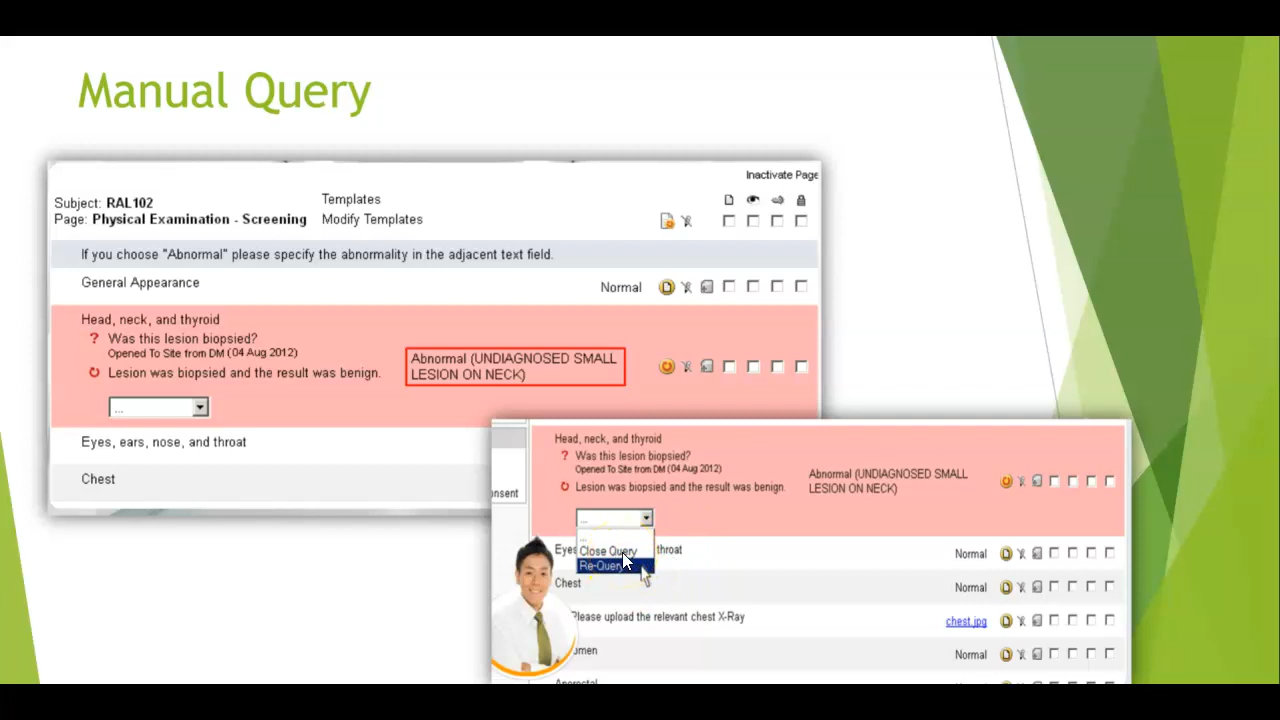 Manual Query
Inactivate Page
Subject: RAL102
Templates
Page: Physical Examination - Screening
Modify Templates
If you choose "Abnormal" please specify the abnormality in the adjacent text field.
General Appearance
Normal
Head, neck, and thyroid
? Was this lesion biopsied?
Opened To Site from DM (04 Aug 2012)
Lesion was biopsied and the result was benign.
Abnormal (UNDIAGNOSED SMALL
LESION ON NECK)
...
Eyes, ears, nose, and throat
Chest
Head, neck, and thyroid
? Was this lesion biopsied?
Opened To Site from DM (04 Aug 2012)
Lesion was biopsied and the result was benign.
Abnormal (UNDIAGNOSED SMALL
LESION ON NECK)
onsent
...
...
Close Query
Re-Query
Eyes
throat
Normal
Chest
Normal
Please upload the relevant chest X-Ray
chest.jpg
omen
Normal